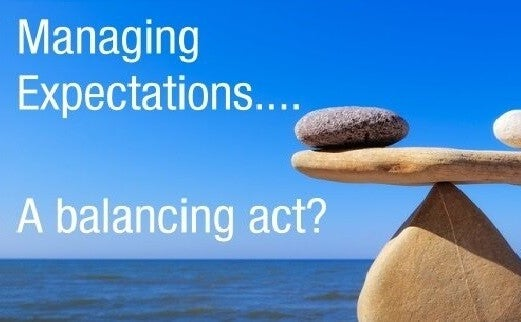 Managing
Expectations....
A balancing act?